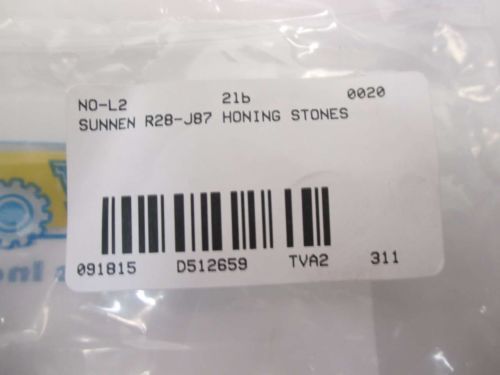 NO-L2 21b 0020
SUNNEN R28-J87 HONING STONES
091815 D512659 TVA2 311